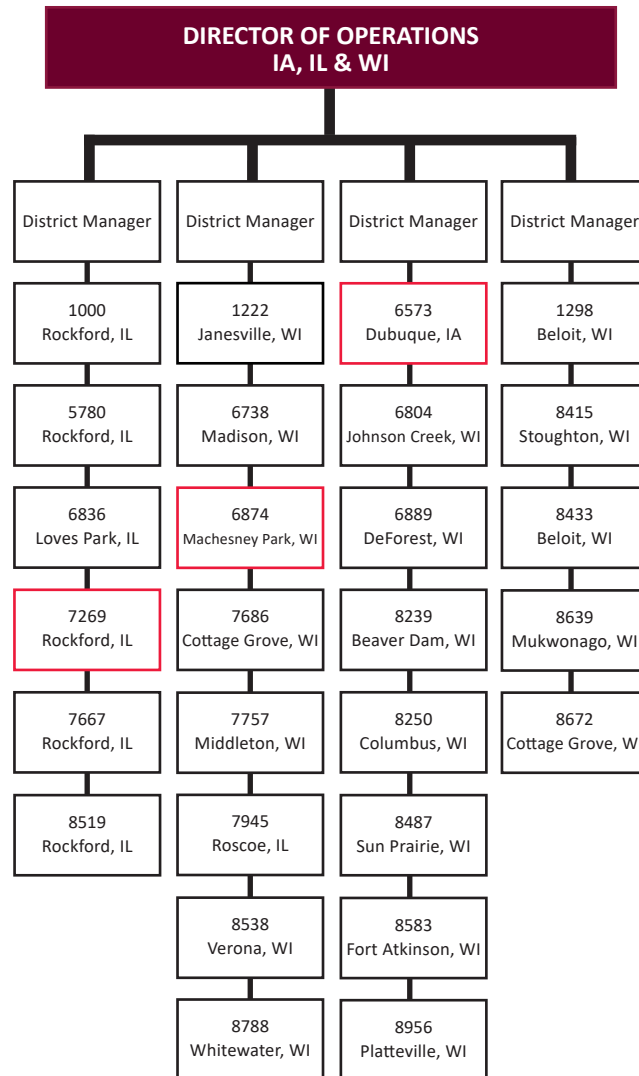 DIRECTOR OF OPERATIONS
IA, IL & WI
District Manager
1000
Rockford, IL
5780
Rockford, IL
6836
Loves Park, IL
7269
Rockford, IL
7667
Rockford, IL
8519
Rockford, IL
District Manager
1222
Janesville, WI
6738
Madison, WI
6874
Machesney Park, WI
7686
Cottage Grove, WI
7757
Middleton, WI
7945
Roscoe, IL
8538
Verona, WI
8788
Whitewater, WI
District Manager
6573
Dubuque, IA
6804
Johnson Creek, WI
6889
DeForest, WI
8239
Beaver Dam, WI
8250
Columbus, WI
8487
Sun Prairie, WI
8583
Fort Atkinson, WI
8956
Platteville, WI
District Manager
1298
Beloit, WI
8415
Stoughton, WI
8433
Beloit, WI
8639
Mukwonago, WI
8672
Cottage Grove, W